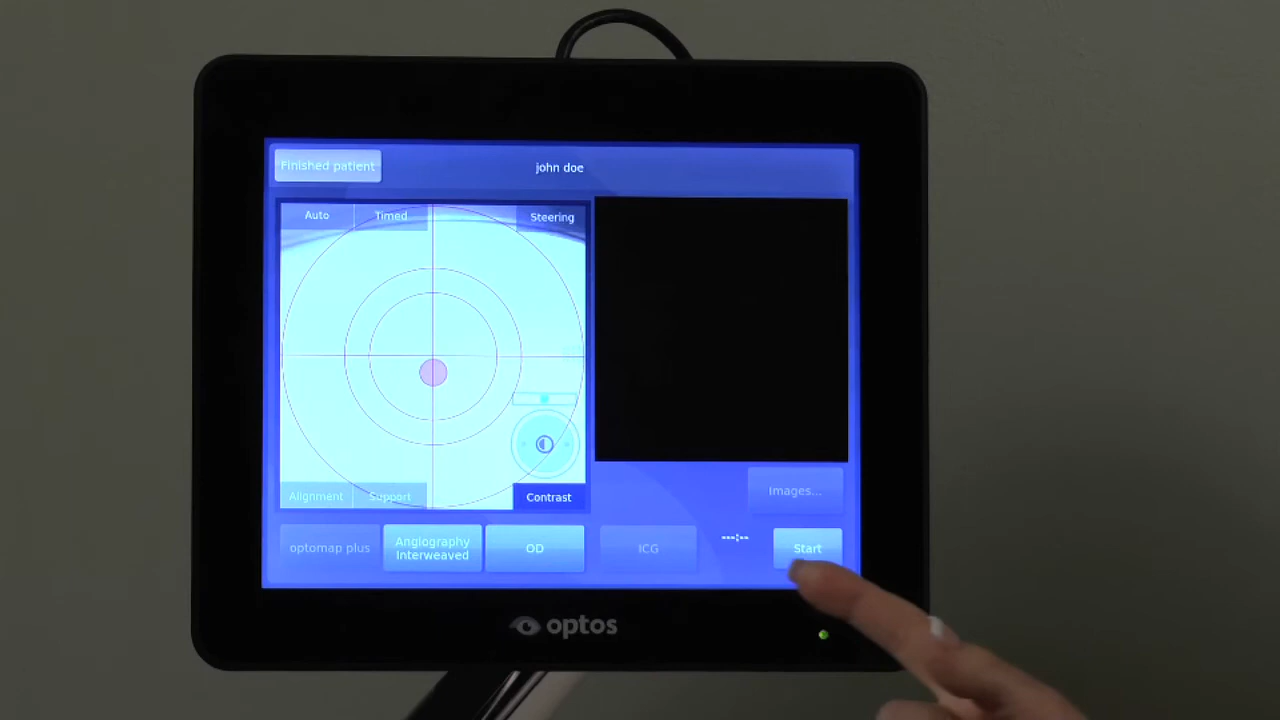 Finished patient
john doe
Auto
Timed
Steering
Alignment
Support
Contrast
Images...
optomap plus
Angiography
Interweaved
OD
ICG
---:--
Start
optos